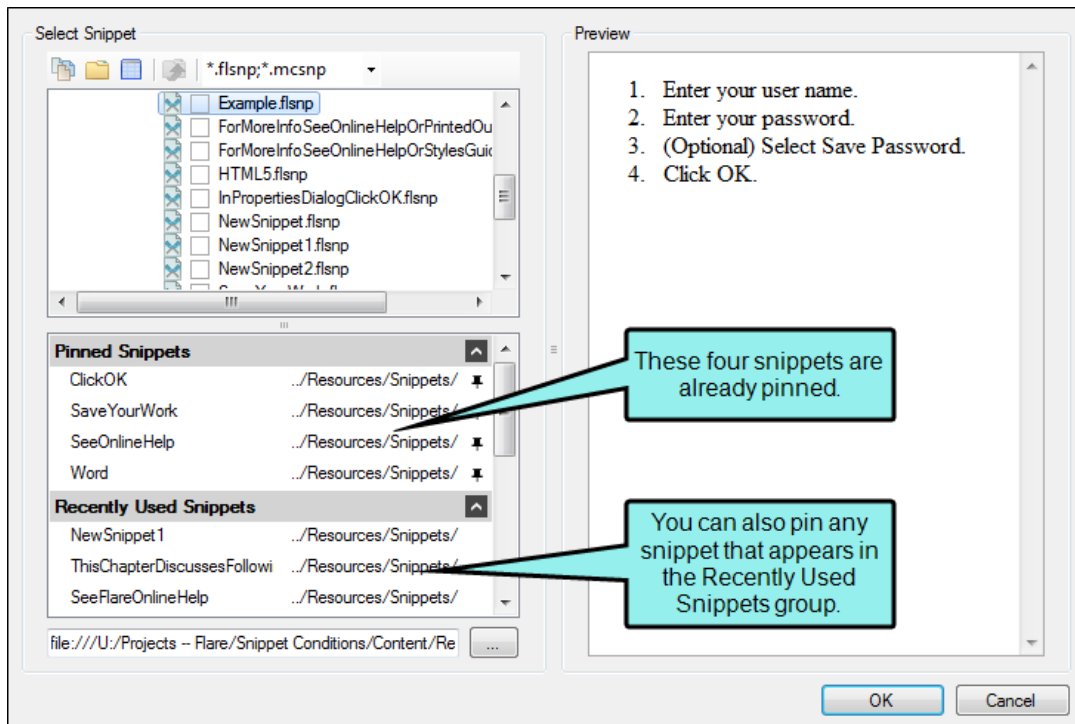 Select Snippet
*.flsnp;*.mcsnp
Example.flsnp
ForMoreInfoSeeOnlineHelpOrPrintedOu
ForMoreInfoSeeOnlineHelpOrStylesGuid
HTML5.flsnp
InPropertiesDialogClickOK.flsnp
NewSnippet.flsnp
NewSnippet1.flsnp
NewSnippet2.flsnp
Pinned Snippets
ClickOK ../Resources/Snippets/
SaveYourWork ../Resources/Snippets/
SeeOnlineHelp ../Resources/Snippets/
Word ../Resources/Snippets/
Recently Used Snippets
NewSnippet1 ../Resources/Snippets/
ThisChapterDiscussesFollowi ../Resources/Snippets/
SeeFlareOnlineHelp ../Resources/Snippets/
file:///U:/Projects -- Flare/Snippet Conditions/Content/Re ...
Preview
1. Enter your user name.
2. Enter your password.
3. (Optional) Select Save Password.
4. Click OK.
These four snippets are
already pinned.
You can also pin any
snippet that appears in
the Recently Used
Snippets group.
OK Cancel